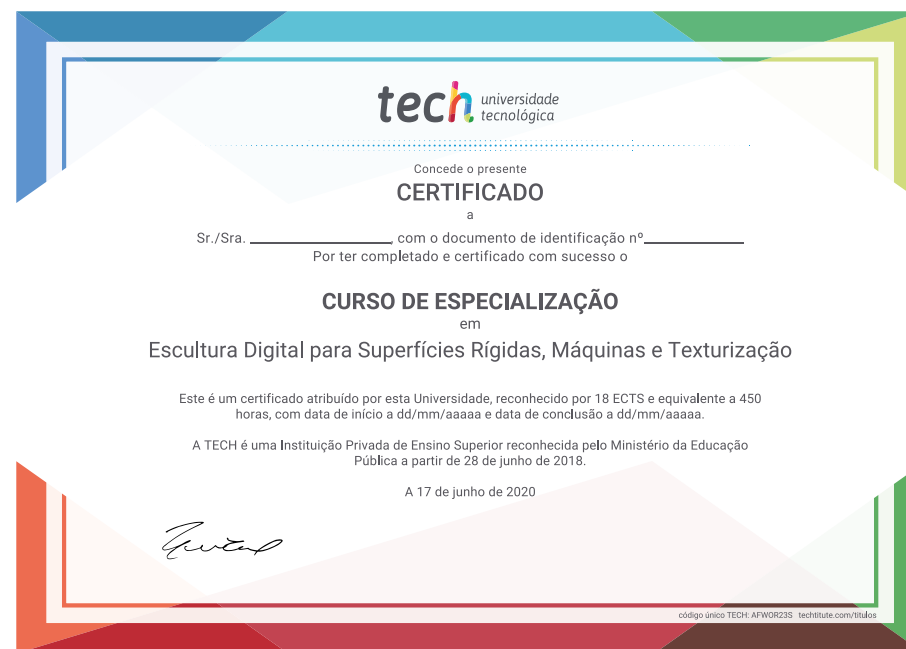 tech universidade
tecnológica
Concede o presente
CERTIFICADO
a
Sr./Sra. ____________________, com o documento de identificação nº______________
Por ter completado e certificado com sucesso o
CURSO DE ESPECIALIZAÇÃO
em
Escultura Digital para Superfícies Rígidas, Máquinas e Texturização
Este é um certificado atribuído por esta Universidade, reconhecido por 18 ECTS e equivalente a 450
horas, com data de início a dd/mm/aaaaa e data de conclusão a dd/mm/aaaaa.
A TECH é uma Instituição Privada de Ensino Superior reconhecida pelo Ministério da Educação
Pública a partir de 28 de junho de 2018.
A 17 de junho de 2020
código único TECH: AFWOR23S techtitute.com/titulos